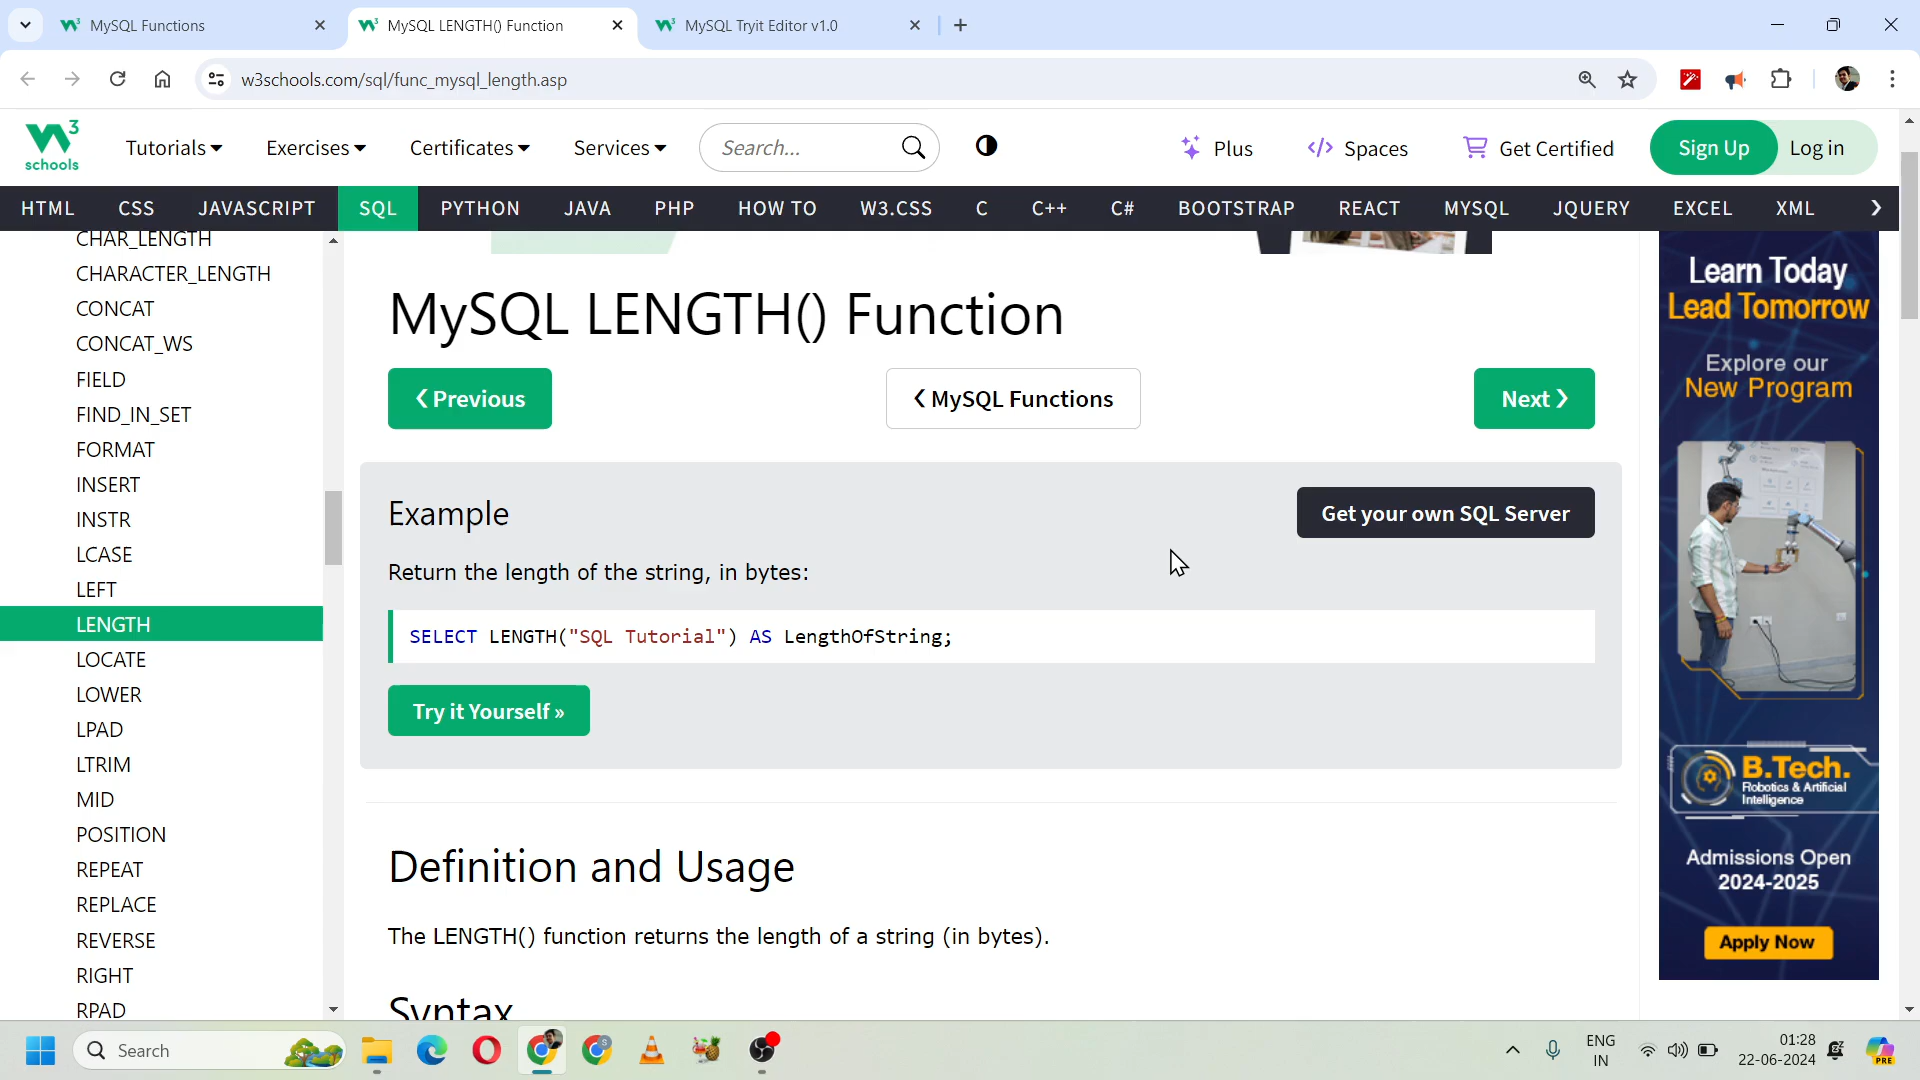 MySQL Functions
MySQL LENGTH() Function
MySQL Tryit Editor v1.0
w3schools.com/sql/func_mysql_length.asp
W3 schools
Tutorials
Exercises
Certificates
Services
Search...
Plus
</> Spaces
Get Certified
Sign Up
Log in
HTML CSS JAVASCRIPT SQL PYTHON JAVA PHP HOW TO W3.CSS C C++ C# BOOTSTRAP REACT MYSQL JQUERY EXCEL XML ❯
CHAR_LENGTH
CHARACTER_LENGTH
CONCAT
CONCAT_WS
FIELD
FIND_IN_SET
FORMAT
INSERT
INSTR
LCASE
LEFT
LENGTH
LOCATE
LOWER
LPAD
LTRIM
MID
POSITION
REPEAT
REPLACE
REVERSE
RIGHT
RPAD
MySQL LENGTH() Function
❮ Previous
❮ MySQL Functions
Next ❯
Example
Get your own SQL Server
Return the length of the string, in bytes:
SELECT LENGTH("SQL Tutorial") AS LengthOfString;
Try it Yourself »
Definition and Usage
The LENGTH() function returns the length of a string (in bytes).
Syntax
Learn Today
Lead Tomorrow
Explore our
New Program
B.Tech.
Robotics & Artificial
Intelligence
Admissions Open
2024-2025
Apply Now
Search
ENG
IN
01:28
22-06-2024
PRE